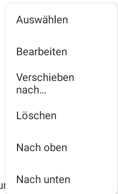 Auswählen
Bearbeiten
Verschieben
nach…
Löschen
Nach oben
Nach unten